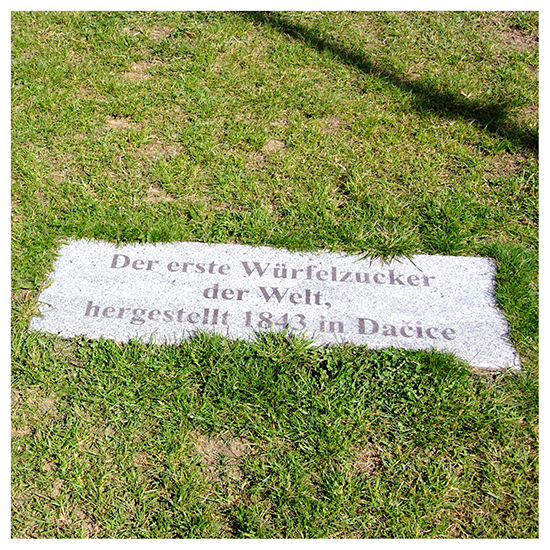 Der erste Würfelzucker
der Welt,
hergestellt 1843 in Dačice